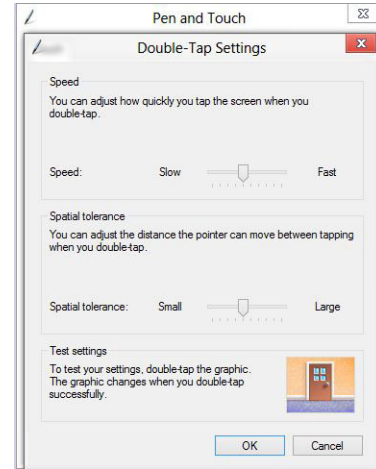 Pen and Touch
Double-Tap Settings
Speed
You can adjust how quickly you tap the screen when you
double-tap.
Speed: Slow Fast
Spatial tolerance
You can adjust the distance the pointer can move between tapping
when you double-tap.
Spatial tolerance: Small Large
Test settings
To test your settings, double-tap the graphic.
The graphic changes when you double-tap
successfully.
OK Cancel